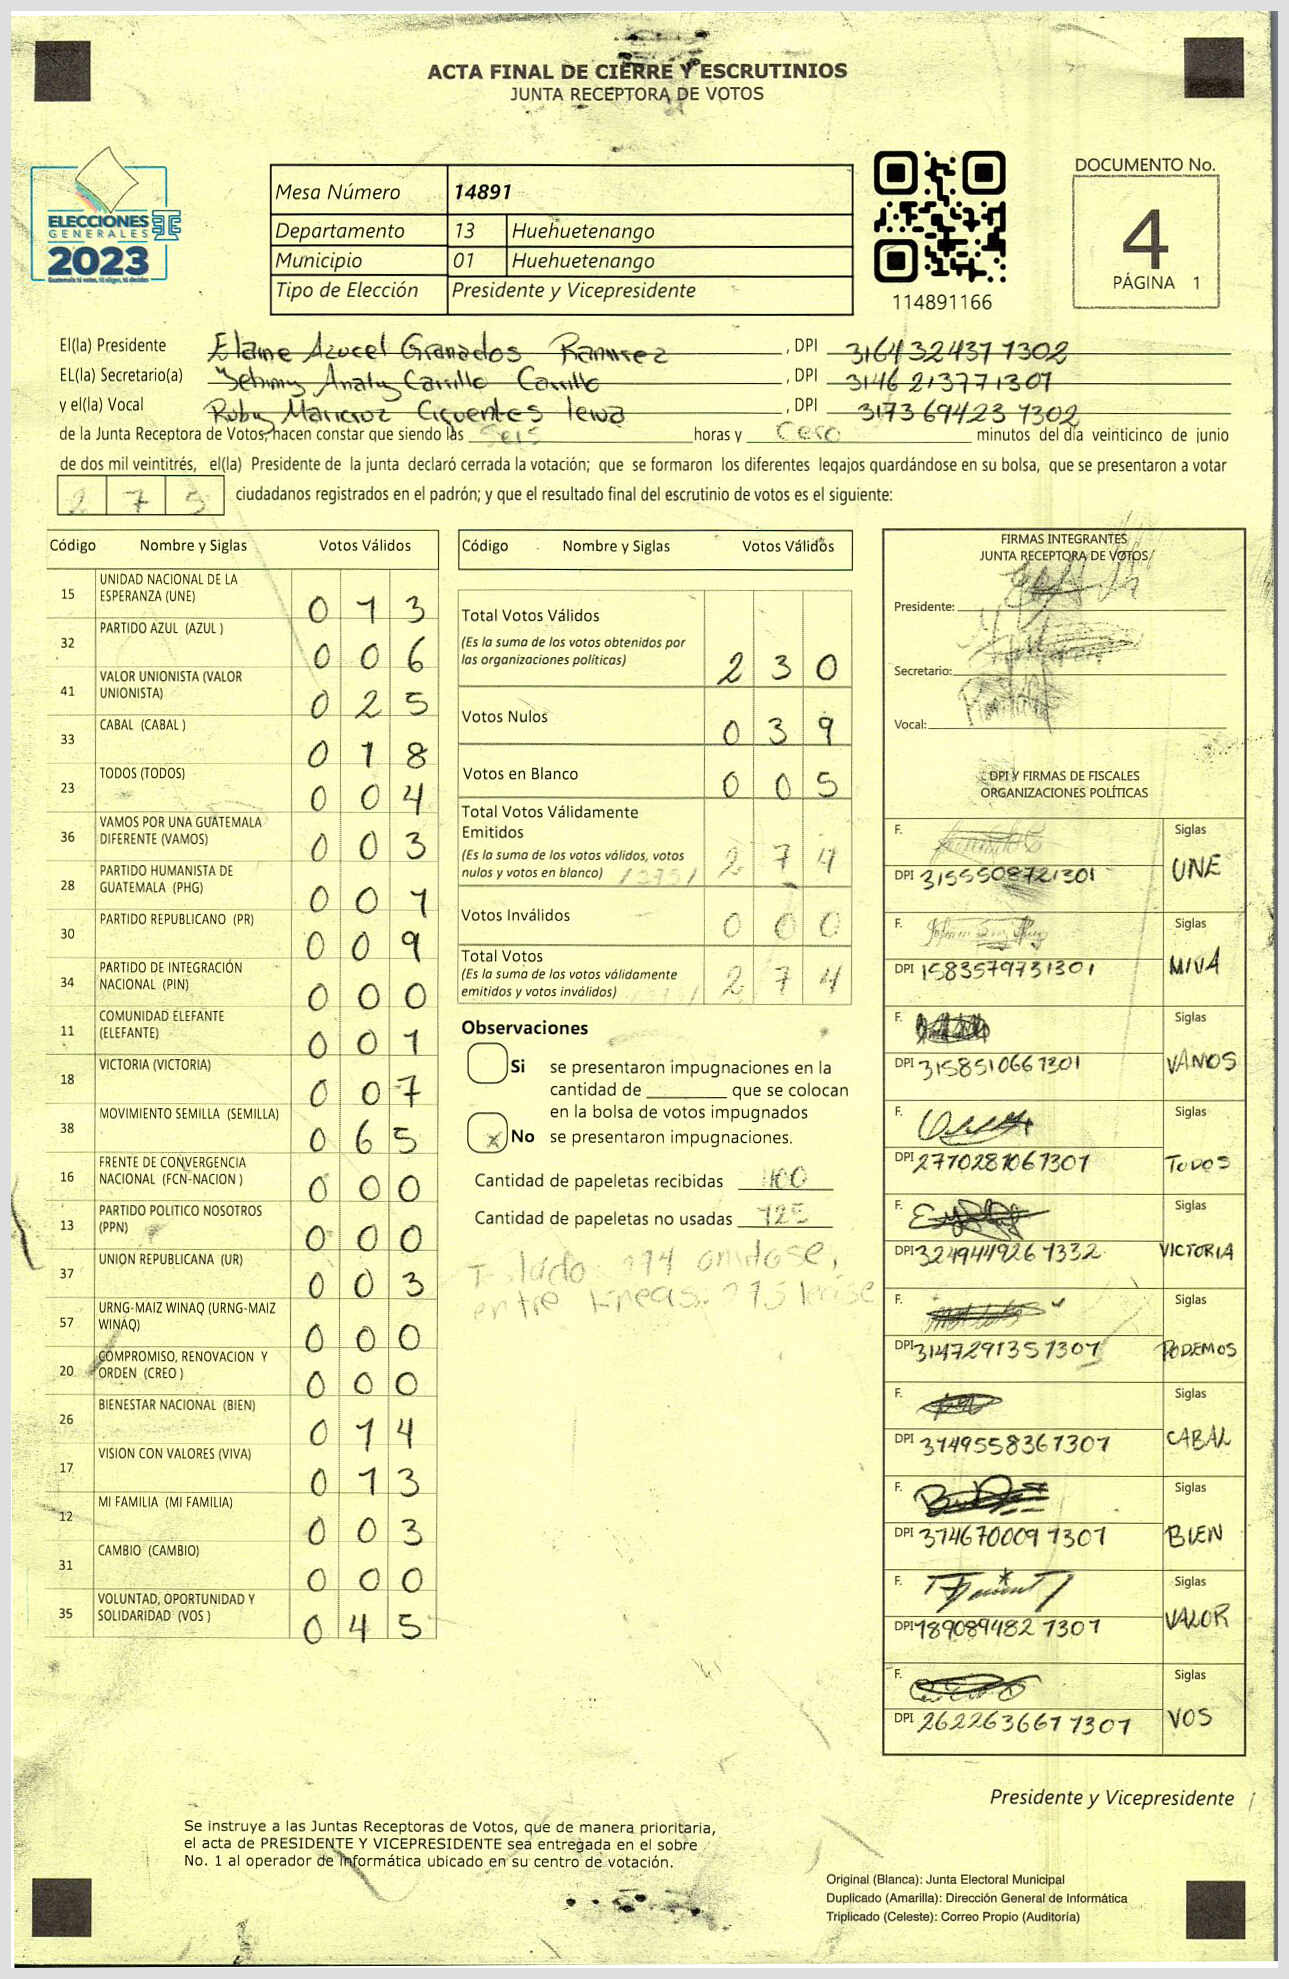 ACTA FINAL DE CIERRE Y ESCRUTINIOS
JUNTA RECEPTORA DE VOTOS
ELECCIONES
GENERALES
2023
Mesa Número 14891
Departamento 13 Huehuetenango
Municipio 01 Huehuetenango
Tipo de Elección Presidente y Vicepresidente
114891166
DOCUMENTO No.
4
PÁGINA 1
El(la) Presidente Elaine Azucel Granados Ramirez , DPI 3164324371302
EL(la) Secretario(a) Carrillo Carrillo , DPI 3146213771301
y el(la) Vocal Ruby Maricruz Cifuentes , DPI 3173694231302
de la Junta Receptora de Votos, hacen constar que siendo las Seis horas y Cero minutos del día veinticinco de junio
de dos mil veintitrés, el(la) Presidente de la junta declaró cerrada la votación; que se formaron los diferentes legajos guardándose en su bolsa, que se presentaron a votar
2 7 5 ciudadanos registrados en el padrón; y que el resultado final del escrutinio de votos es el siguiente:
Código Nombre y Siglas Votos Válidos
15 UNIDAD NACIONAL DE LA ESPERANZA (UNE) 0 1 3
32 PARTIDO AZUL (AZUL ) 0 0 6
41 VALOR UNIONISTA (VALOR UNIONISTA) 0 2 5
33 CABAL (CABAL ) 0 1 8
23 TODOS (TODOS) 0 0 4
36 VAMOS POR UNA GUATEMALA DIFERENTE (VAMOS) 0 0 3
28 PARTIDO HUMANISTA DE GUATEMALA (PHG) 0 0 1
30 PARTIDO REPUBLICANO (PR) 0 0 9
34 PARTIDO DE INTEGRACIÓN NACIONAL (PIN) 0 0 0
11 COMUNIDAD ELEFANTE (ELEFANTE) 0 0 1
18 VICTORIA (VICTORIA) 0 0 7
38 MOVIMIENTO SEMILLA (SEMILLA) 0 6 5
16 FRENTE DE CONVERGENCIA NACIONAL (FCN-NACION ) 0 0 0
13 PARTIDO POLITICO NOSOTROS (PPN) 0 0 0
37 UNION REPUBLICANA (UR) 0 0 3
57 URNG-MAIZ WINAQ (URNG-MAIZ WINAQ) 0 0 0
20 COMPROMISO, RENOVACION Y ORDEN (CREO ) 0 0 0
26 BIENESTAR NACIONAL (BIEN) 0 1 4
17 VISION CON VALORES (VIVA) 0 1 3
12 MI FAMILIA (MI FAMILIA) 0 0 3
31 CAMBIO (CAMBIO) 0 0 0
35 VOLUNTAD, OPORTUNIDAD Y SOLIDARIDAD (VOS ) 0 4 5
Código Nombre y Siglas Votos Válidos
Total Votos Válidos
(Es la suma de los votos obtenidos por
las organizaciones políticas) 2 3 0
Votos Nulos 0 3 9
Votos en Blanco 0 0 5
Total Votos Válidamente
Emitidos
(Es la suma de los votos válidos, votos
nulos y votos en blanco) 2 7 4
Votos Inválidos 0 0 0
Total Votos
(Es la suma de los votos válidamente
emitidos y votos inválidos) 2 7 4
Observaciones
Si se presentaron impugnaciones en la
cantidad de que se colocan
en la bolsa de votos impugnados
x No se presentaron impugnaciones.
Cantidad de papeletas recibidas 400
Cantidad de papeletas no usadas 125
omitase,
entre lineas: 275
FIRMAS INTEGRANTES
JUNTA RECEPTORA DE VOTOS
Presidente:
Secretario:
Vocal:
DPI Y FIRMAS DE FISCALES
ORGANIZACIONES POLÍTICAS
F. Siglas
DPI 3155508721301 UNE
F. Siglas
DPI 1583579731301 MIVA
F. Siglas
DPI 3158510661301 VAMOS
F. Siglas
DPI 2770281061301 TODOS
F. Siglas
DPI 3249449261332 VICTORIA
F. Siglas
DPI 3147291351301 PODEMOS
F. Siglas
DPI 3149558361301 CABAL
F. Siglas
DPI 3146700091301 BIEN
F. Siglas
DPI 1890894821301 VALOR
F. Siglas
DPI 2622636671301 VOS
Presidente y Vicepresidente
Se instruye a las Juntas Receptoras de Votos, que de manera prioritaria,
el acta de PRESIDENTE Y VICEPRESIDENTE sea entregada en el sobre
No. 1 al operador de informática ubicado en su centro de votación.
Original (Blanca): Junta Electoral Municipal
Duplicado (Amarilla): Dirección General de Informática
Triplicado (Celeste): Correo Propio (Auditoría)